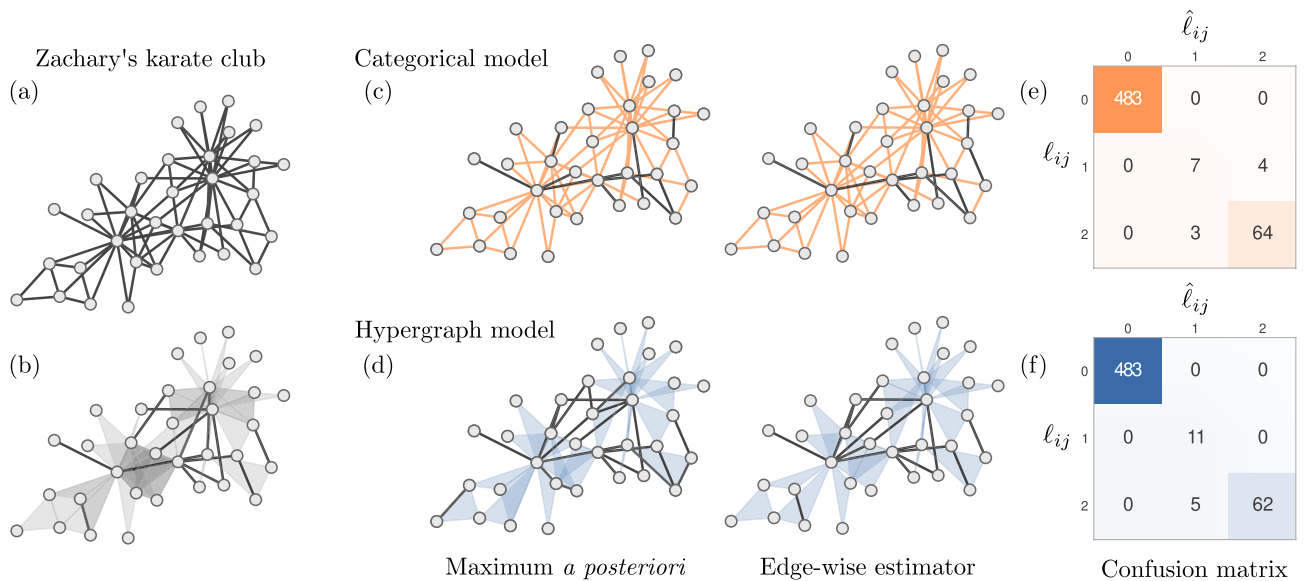 Zachary's karate club
(a)
(b)
Categorical model
(c)
Hypergraph model
(d)
Maximum a posteriori
Edge-wise estimator
(e)
ℓ̂ij
0 1 2
0 483 0 0
ℓij
1 0 7 4
2 0 3 64
(f)
ℓ̂ij
0 1 2
0 483 0 0
ℓij
1 0 11 0
2 0 5 62
Confusion matrix